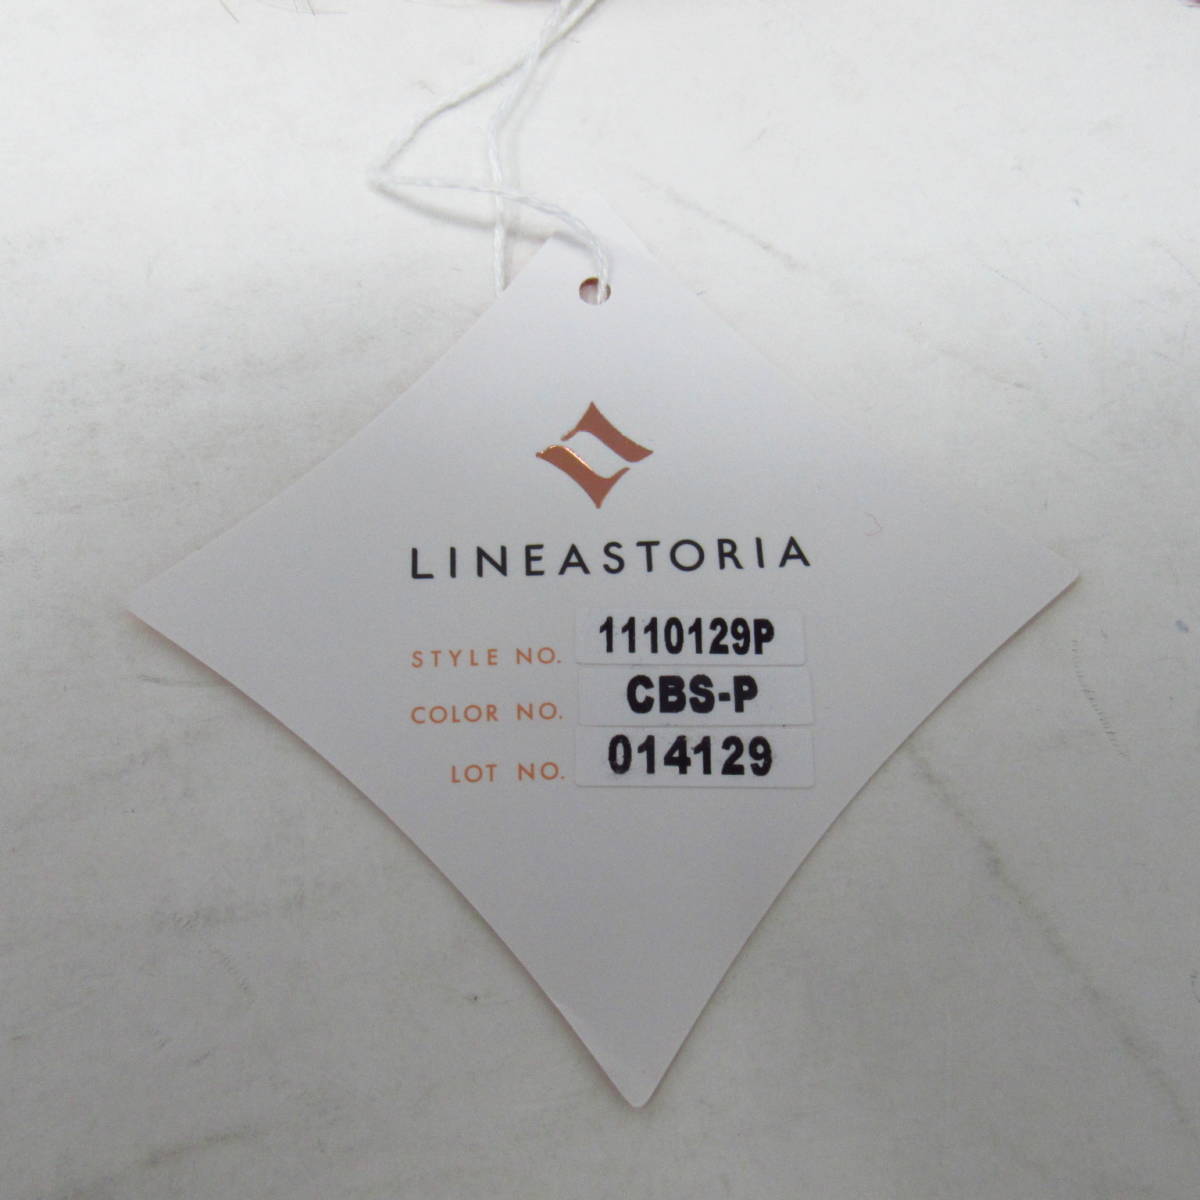 LINEASTORIA
STYLE NO. 1110129P
COLOR NO. CBS-P
LOT NO. 014129